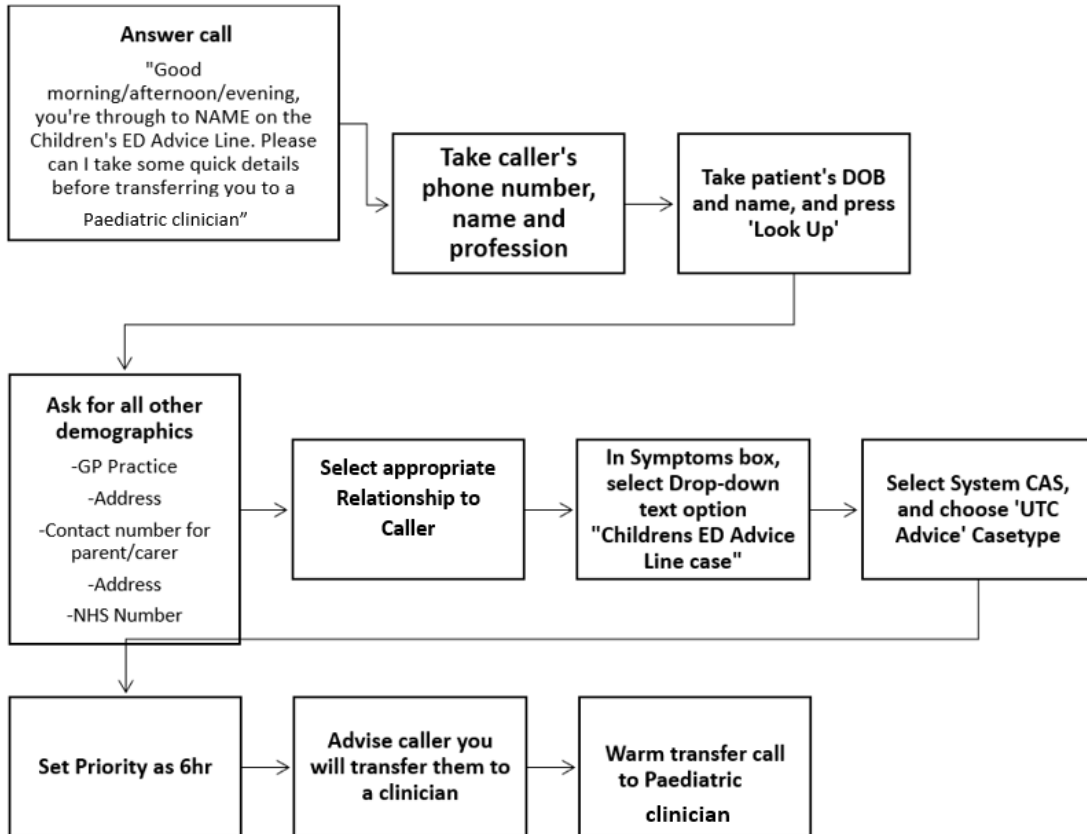 Answer call
"Good
morning/afternoon/evening,
you're through to NAME on the
Children's ED Advice Line. Please
can I take some quick details
before transferring you to a
Paediatric clinician”
Take caller's
phone number,
name and
profession
Take patient's DOB
and name, and press
'Look Up'
Ask for all other
demographics
-GP Practice
-Address
-Contact number for
parent/carer
-Address
-NHS Number
Select appropriate
Relationship to
Caller
In Symptoms box,
select Drop-down
text option
"Childrens ED Advice
Line case"
Select System CAS,
and choose 'UTC
Advice' Casetype
Set Priority as 6hr
Advise caller you
will transfer them to
a clinician
Warm transfer call
to Paediatric
clinician